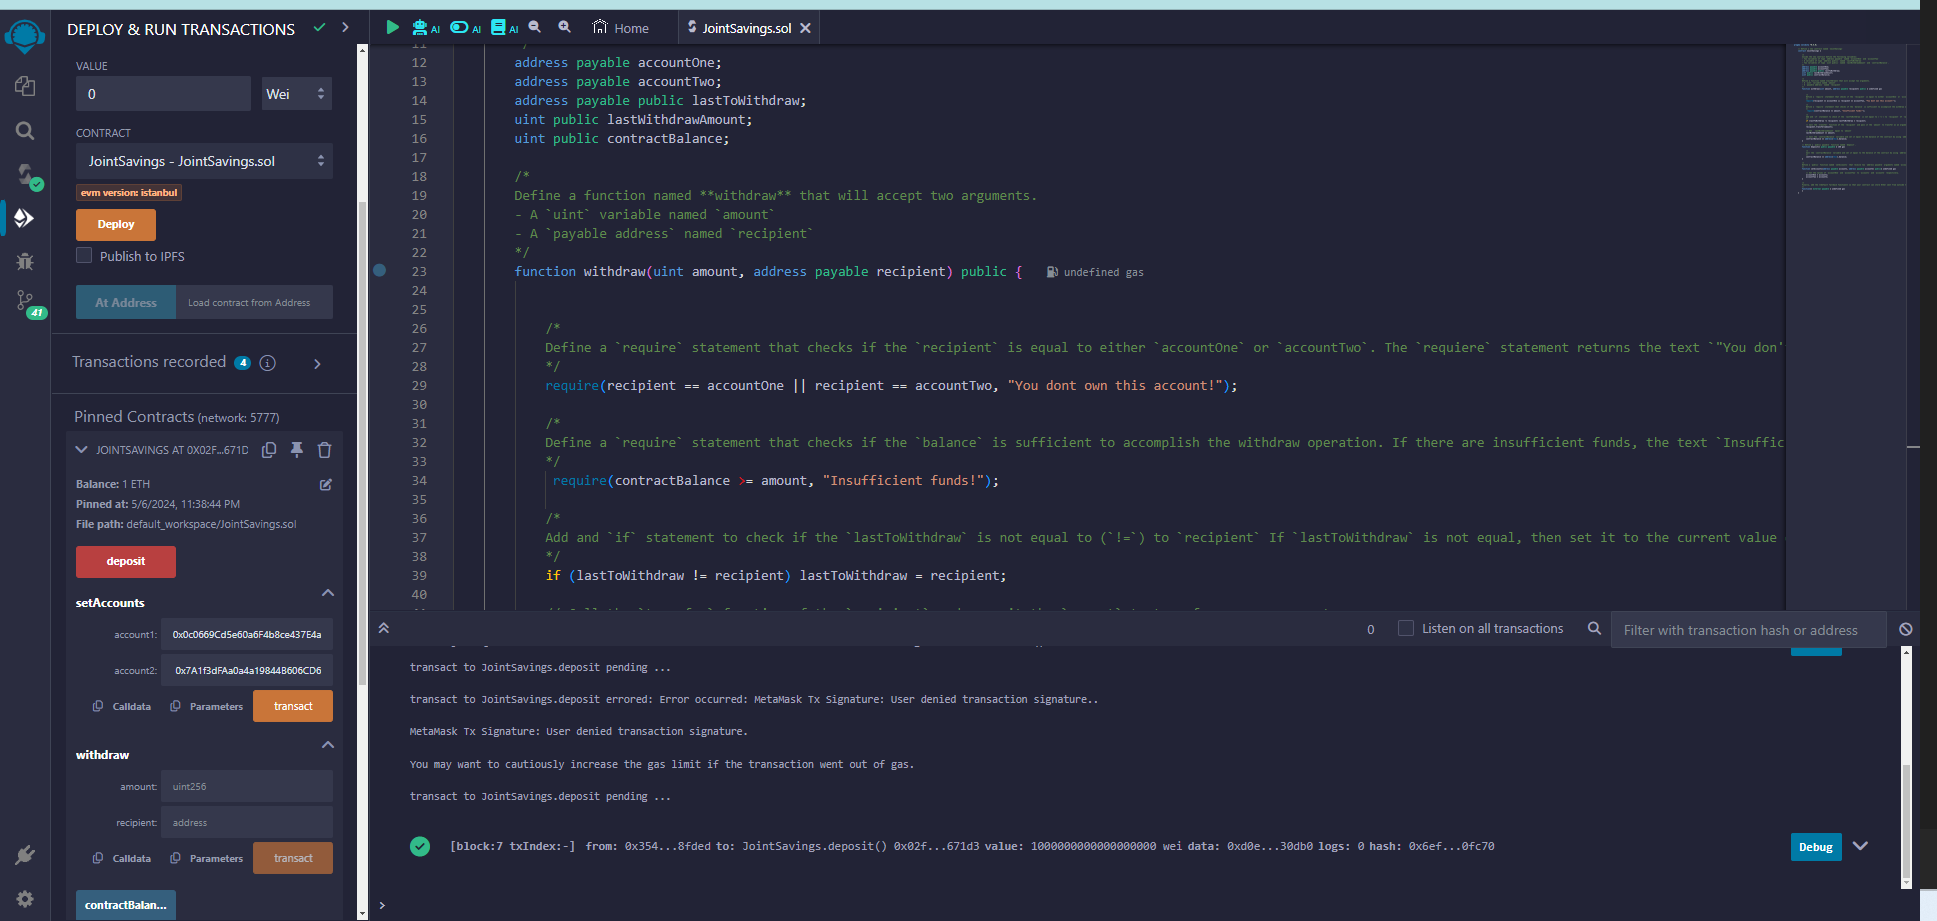 DEPLOY & RUN TRANSACTIONS
VALUE
0
Wei
CONTRACT
JointSavings - JointSavings.sol
evm version: istanbul
Deploy
Publish to IPFS
At Address
Load contract from Address
Transactions recorded 4
Pinned Contracts (network: 5777)
JOINTSAVINGS AT 0X02F...671D
Balance: 1 ETH
Pinned at: 5/6/2024, 11:38:44 PM
File path: default_workspace/JointSavings.sol
deposit
setAccounts
account1: 0x0c0669Cd5e60a6F4b8ce437E4a
account2: 0x7A1f3dFAa0a4a19844B606CD6
Calldata
Parameters
transact
withdraw
amount: uint256
recipient: address
Calldata
Parameters
transact
contractBalan...
41
AI
AI
AI
Home
JointSavings.sol
11
12 address payable accountOne;
13 address payable accountTwo;
14 address payable public lastToWithdraw;
15 uint public lastWithdrawAmount;
16 uint public contractBalance;
17
18 /*
19 Define a function named **withdraw** that will accept two arguments.
20 - A `uint` variable named `amount`
21 - A `payable address` named `recipient`
22 */
23 function withdraw(uint amount, address payable recipient) public { undefined gas
24
25
26 /*
27 Define a `require` statement that checks if the `recipient` is equal to either `accountOne` or `accountTwo`. The `requiere` statement returns the text `"You don'
28 */
29 require(recipient == accountOne || recipient == accountTwo, "You dont own this account!");
30
31 /*
32 Define a `require` statement that checks if the `balance` is sufficient to accomplish the withdraw operation. If there are insufficient funds, the text `Insuffic
33 */
34 require(contractBalance >= amount, "Insufficient funds!");
35
36 /*
37 Add and `if` statement to check if the `lastToWithdraw` is not equal to (`!=`) to `recipient` If `lastToWithdraw` is not equal, then set it to the current value
38 */
39 if (lastToWithdraw != recipient) lastToWithdraw = recipient;
40
0
Listen on all transactions
Filter with transaction hash or address
transact to JointSavings.deposit pending ...
transact to JointSavings.deposit errored: Error occurred: MetaMask Tx Signature: User denied transaction signature..
MetaMask Tx Signature: User denied transaction signature.
You may want to cautiously increase the gas limit if the transaction went out of gas.
transact to JointSavings.deposit pending ...
[block:7 txIndex:-] from: 0x354...8fded to: JointSavings.deposit() 0x02f...671d3 value: 1000000000000000000 wei data: 0xd0e...30db0 logs: 0 hash: 0x6ef...0fc70
Debug
>